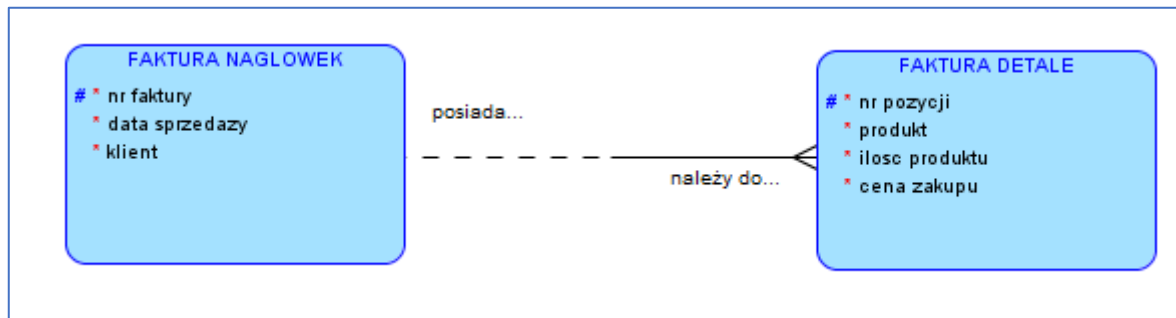 FAKTURA NAGLOWEK
# * nr faktury
* data sprzedazy
* klient
posiada...
należy do...
FAKTURA DETALE
# * nr pozycji
* produkt
* ilosc produktu
* cena zakupu